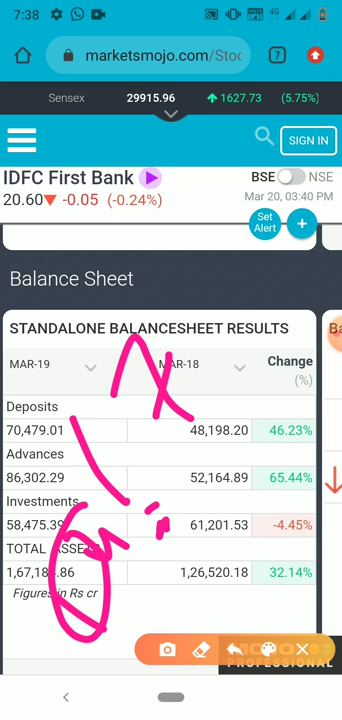 7:38
4G
marketsmojo.com/Stoc
7
Sensex 29915.96 1627.73 (5.75%)
SIGN IN
IDFC First Bank
BSE NSE
20.60 -0.05 (-0.24%)
Mar 20, 03:40 PM
Set Alert +
Balance Sheet
STANDALONE BALANCESHEET RESULTS
MAR-19 MAR-18 Change (%)
Deposits
70,479.01 48,198.20 46.23%
Advances
86,302.29 52,164.89 65.44%
Investments
58,475.39 61,201.53 -4.45%
TOTAL ASSETS
1,26,520.18 32.14%
Figures in Rs cr
PROFESSIONAL